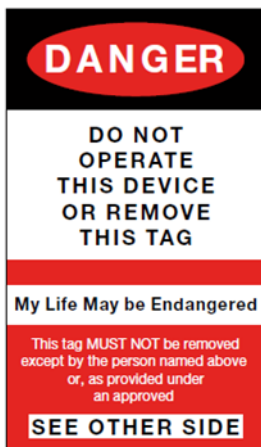 DANGER
DO NOT
OPERATE
THIS DEVICE
OR REMOVE
THIS TAG
My Life May be Endangered
This tag MUST NOT be removed
except by the person named above
or, as provided under
an approved
SEE OTHER SIDE